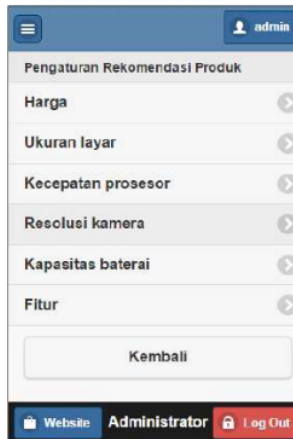 admin
Pengaturan Rekomendasi Produk
Harga
Ukuran layar
Kecepatan prosesor
Resolusi kamera
Kapasitas baterai
Fitur
Kembali
Website Administrator Log Out